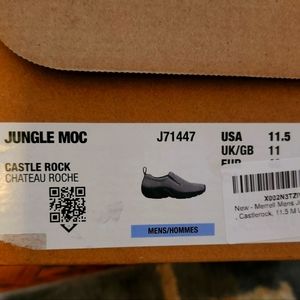 JUNGLE MOC
J71447
USA 11.5
UK/GB 11
EUR
CASTLE ROCK
CHATEAU ROCHE
MENS/HOMMES
New - Merrell Mens
, Castlerock, 11.5 M